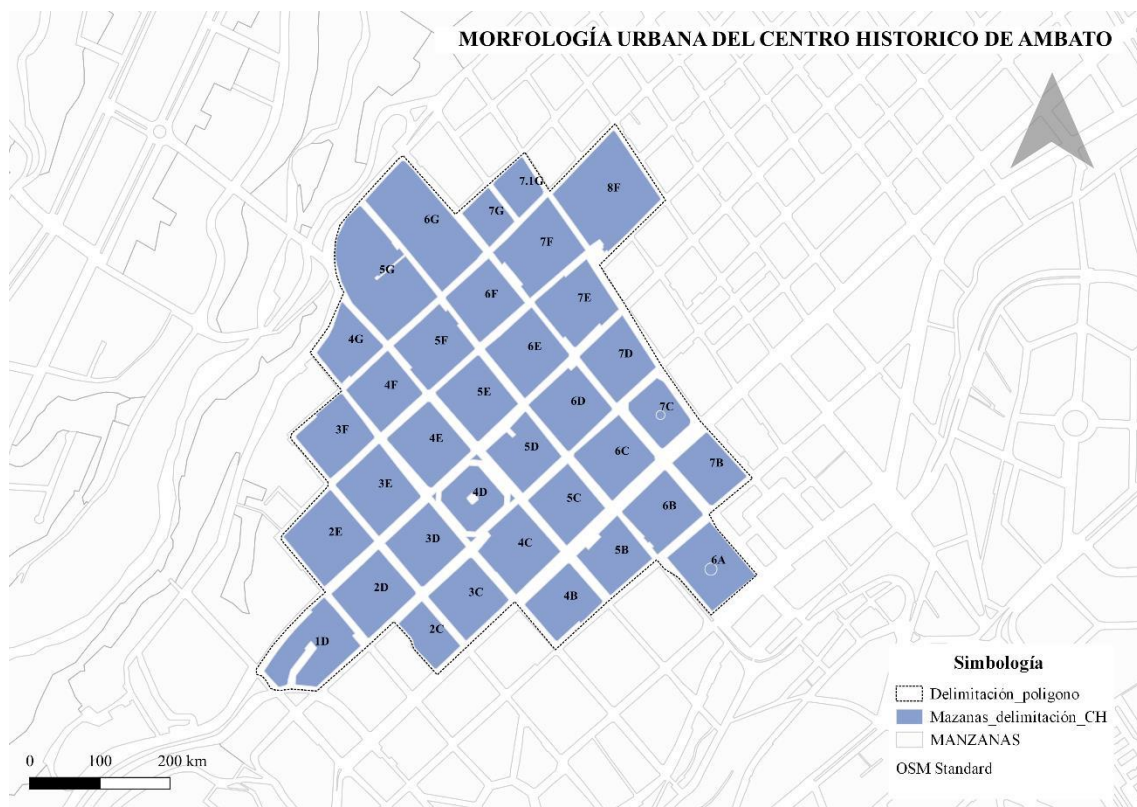 MORFOLOGÍA URBANA DEL CENTRO HISTORICO DE AMBATO
7.1G
8F
7G
6G
7F
5G
6F
7E
4G
5F
6E
7D
4F
5E
6D
7C
3F
4E
5D
6C
7B
3E
4D
5C
6B
2E
3D
4C
5B
6A
2D
3C
4B
2C
1D
Simbología
Delimitación_poligono
Mazanas_delimitación_CH
MANZANAS
OSM Standard
0 100 200 km